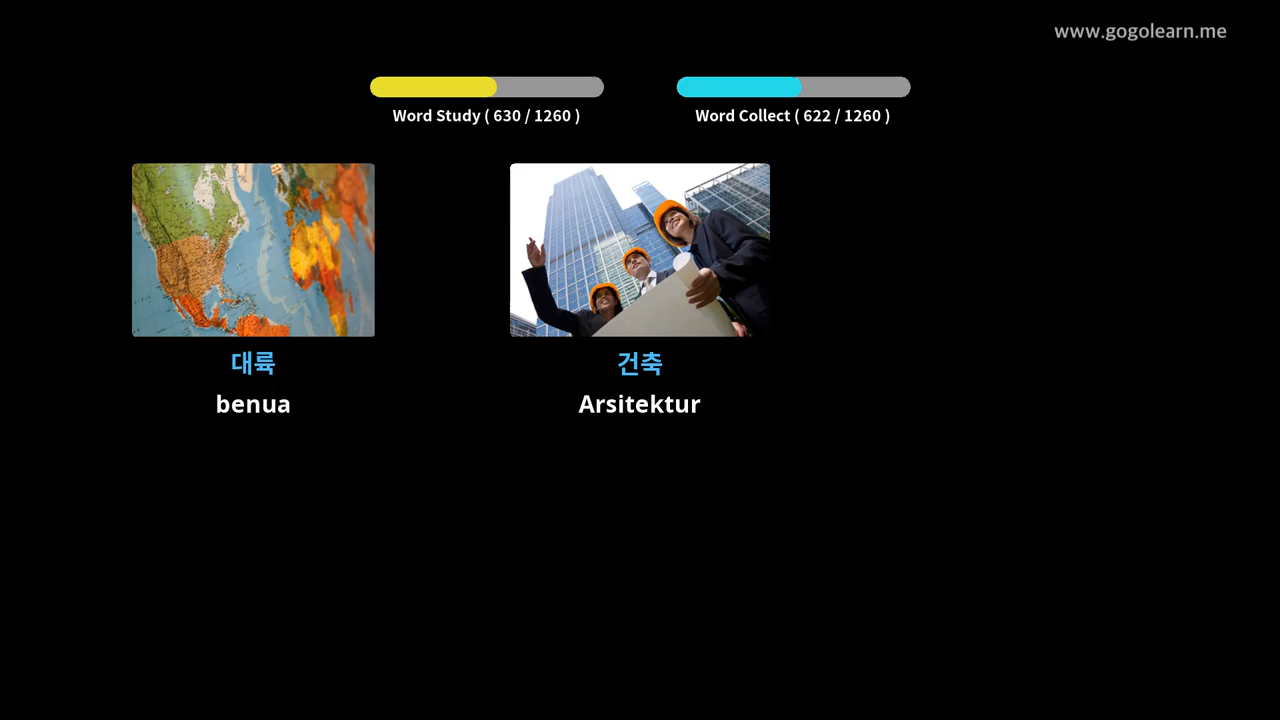 www.gogolearn.me
Word Study ( 630 / 1260 )
Word Collect ( 622 / 1260 )
대륙
건축
benua
Arsitektur